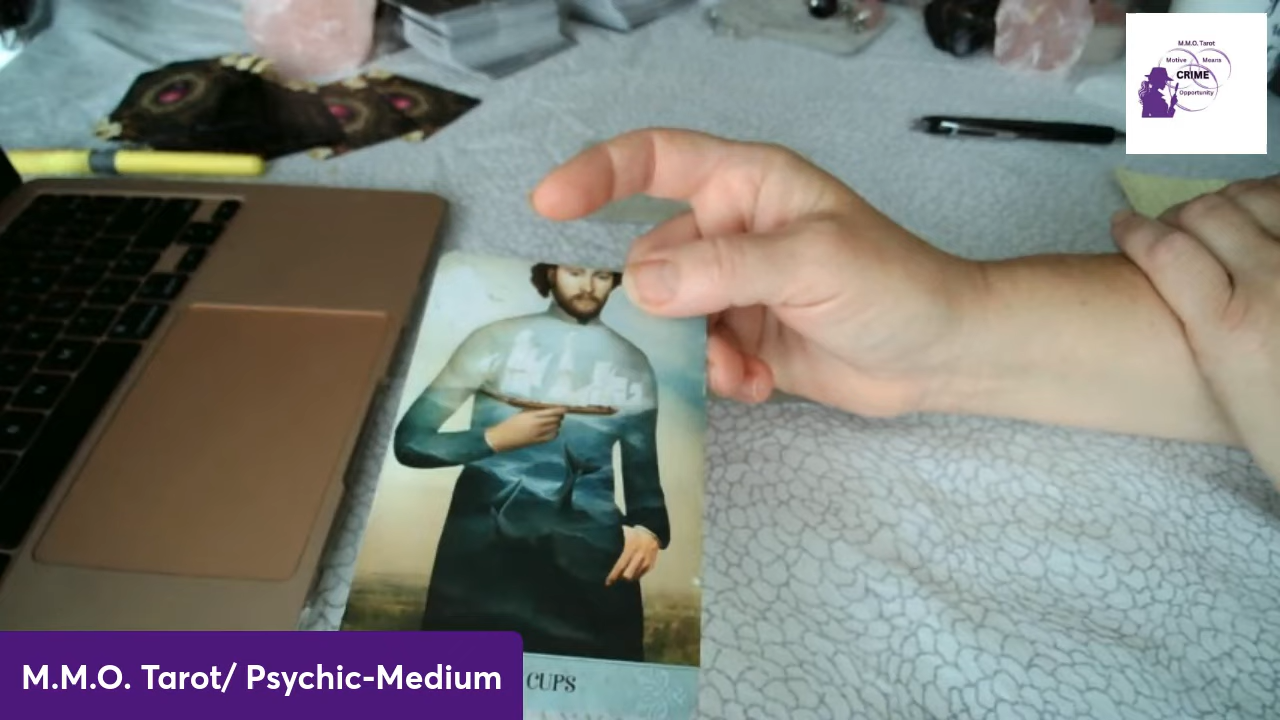 M.M.O. Tarot
Motive
Means
CRIME
Opportunity
M.M.O. Tarot/ Psychic-Medium
CUPS